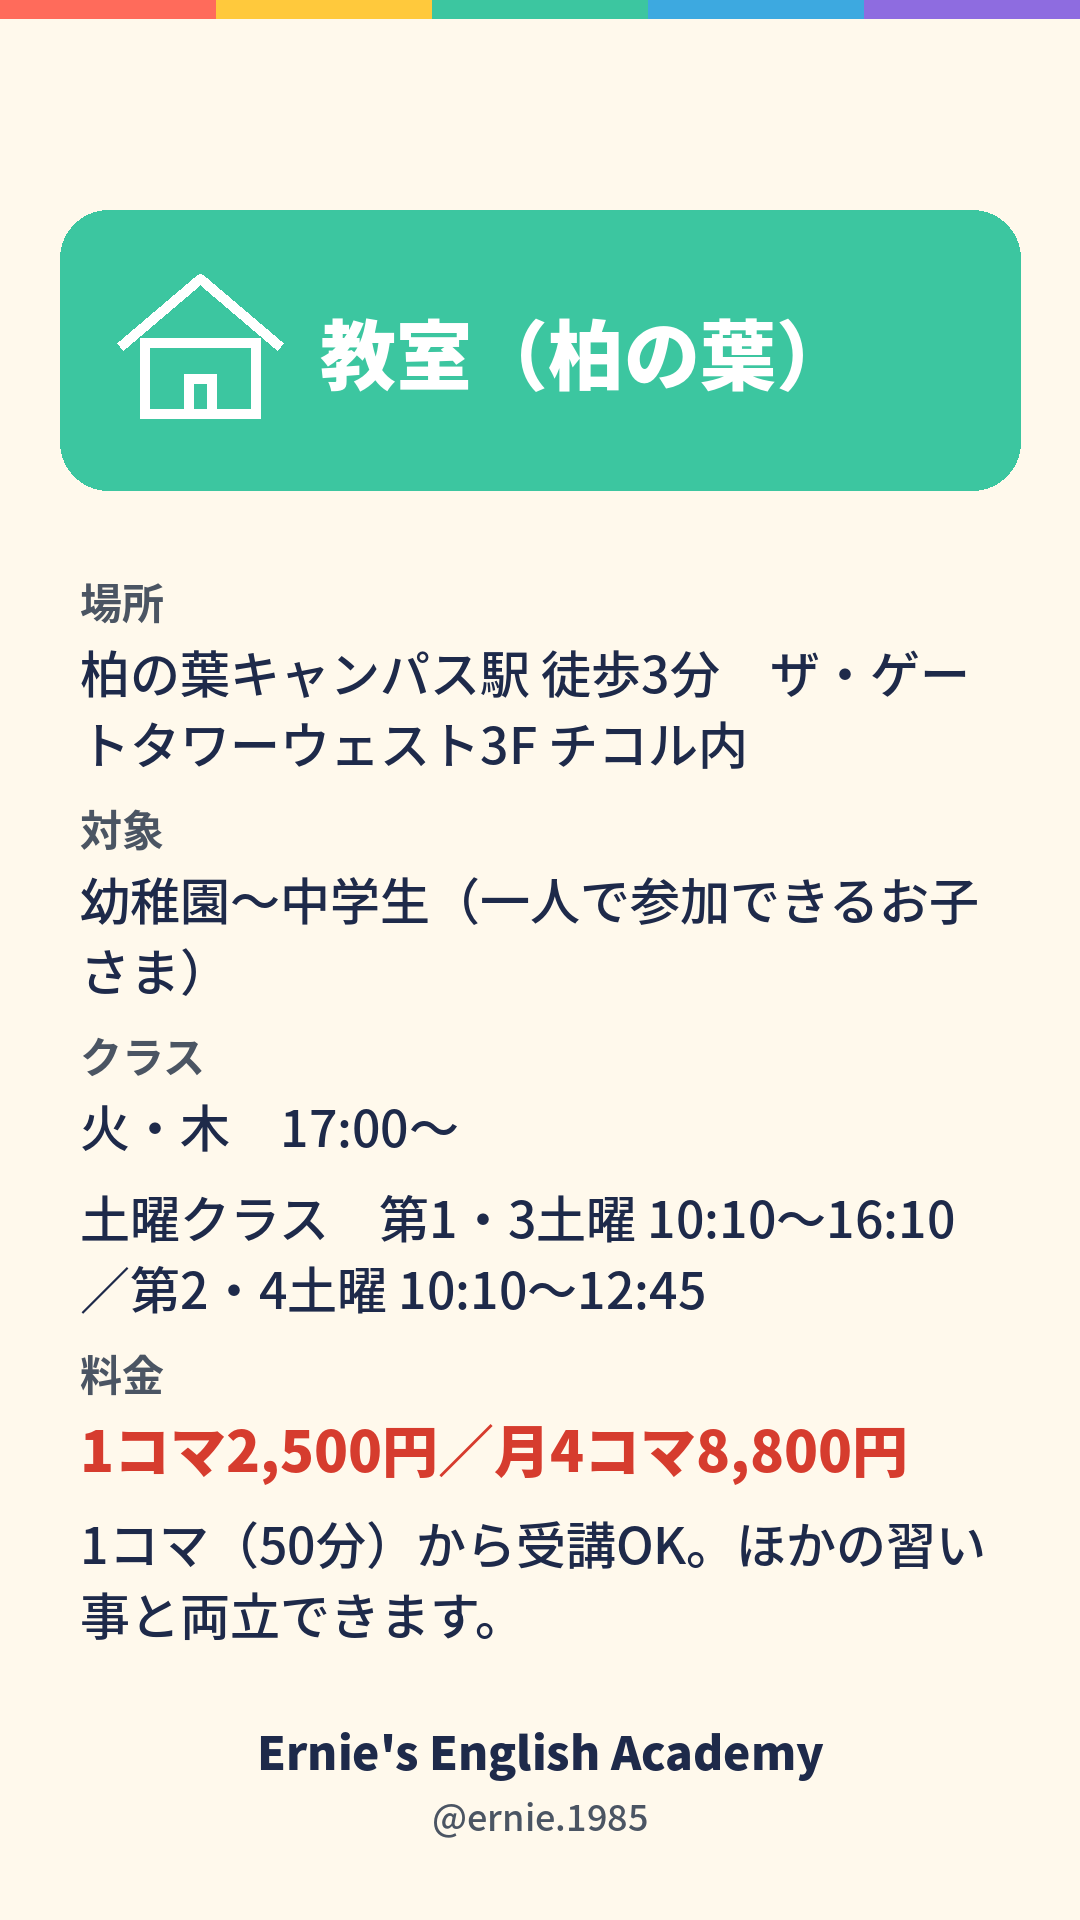 教室（柏の葉）
場所
柏の葉キャンパス駅 徒歩3分　ザ・ゲー
トタワーウェスト3F チコル内
対象
幼稚園〜中学生（一人で参加できるお子
さま）
クラス
火・木　17:00〜
土曜クラス　第1・3土曜 10:10〜16:10
／第2・4土曜 10:10〜12:45
料金
1コマ2,500円／月4コマ8,800円
1コマ（50分）から受講OK。ほかの習い
事と両立できます。
Ernie's English Academy
@ernie.1985